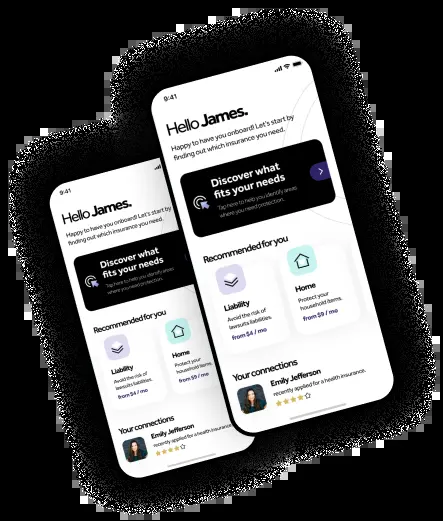 9:41
Hello James.
Happy to have you onboard! Let's start by
finding out which insurance you need.
Discover what
fits your needs
Tap here to help you identify areas
where you need protection.
Recommended for you
Liability
Avoid the risk of
lawsuits liabilities.
from $4 / mo
Home
Protect your
household items.
from $9 / mo
Your connections
Emily Jefferson
recently applied for a health insurance.
9:41
Hello James.
Happy to have you onboard! Let's start by
finding out which insurance you need.
Discover what
fits your needs
Tap here to help you identify areas
where you need protection.
Recommended for you
Liability
Avoid the risk of
lawsuits liabilities.
from $4 / mo
Home
Protect your
household items.
from $9 / mo
Your connections
Emily Jefferson
recently applied for a health insurance.